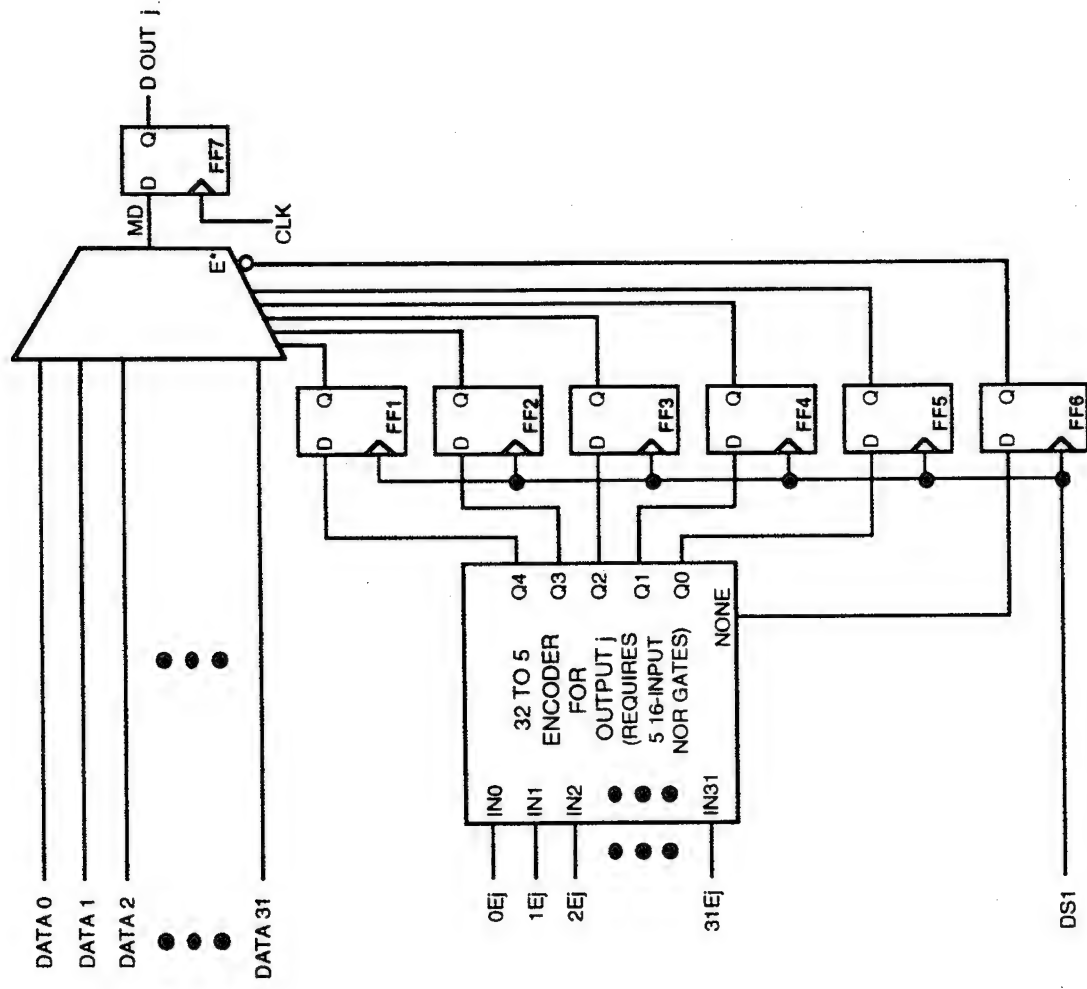 DATA 0
DATA 1
DATA 2
DATA 31
MD
D
Q
FF7
CLK
D OUT j
E*
D
Q
FF1
D
Q
FF2
D
Q
FF3
D
Q
FF4
D
Q
FF5
D
Q
FF6
0Ej
1Ej
2Ej
31Ej
IN0
IN1
IN2
IN31
32 TO 5
ENCODER
FOR
OUTPUT j
(REQUIRES
5 16-INPUT
NOR GATES)
Q4
Q3
Q2
Q1
Q0
NONE
DS1